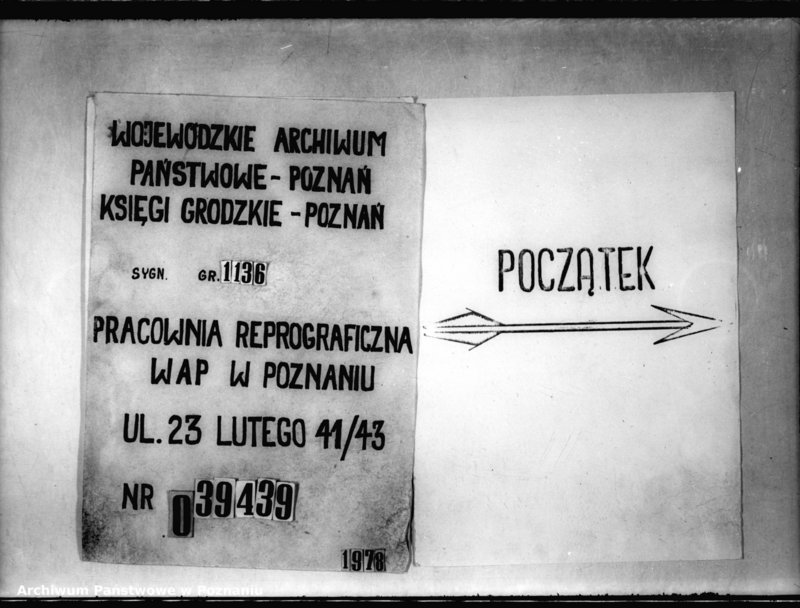 WOJEWÓDZKIE ARCHIWUM
PAŃSTWOWE - POZNAŃ
KSIĘGI GRODZKIE - POZNAŃ
SYGN. GR. 1136
PRACOWNIA REPROGRAFICZNA
WAP W POZNANIU
UL. 23 LUTEGO 41/43
NR 039439
1978
POCZĄTEK
Archiwum Państwowe w Poznaniu